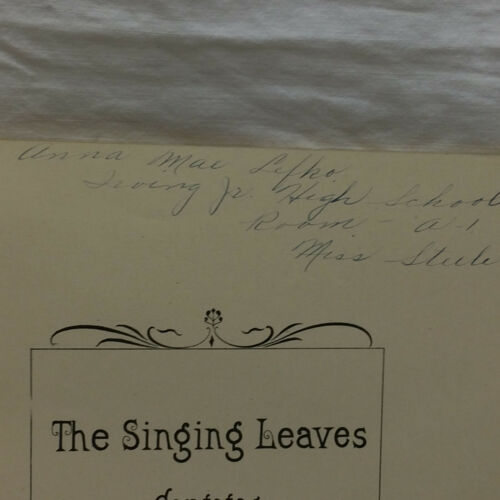 Anna Mae Lefko
Irving Jr. High School
Room - A 1
Miss Steele
The Singing Leaves